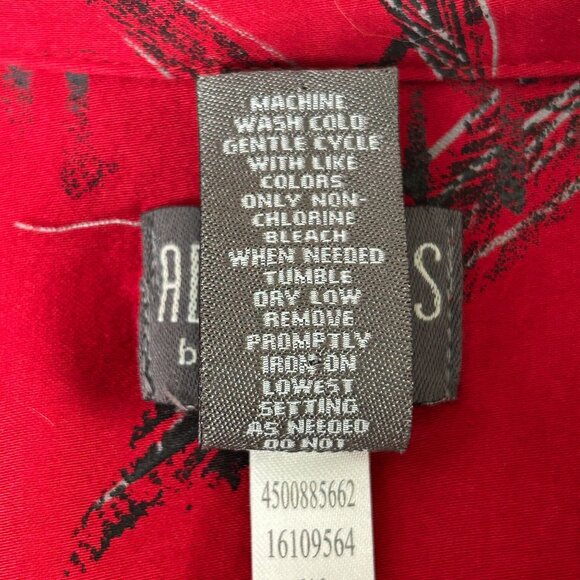 MACHINE
WASH COLD
GENTLE CYCLE
WITH LIKE
COLORS
ONLY NON-
CHLORINE
BLEACH
WHEN NEEDED
TUMBLE
DRY LOW
REMOVE
PROMPTLY
IRON ON
LOWEST
SETTING
AS NEEDED
DO NOT
4500885662
16109564